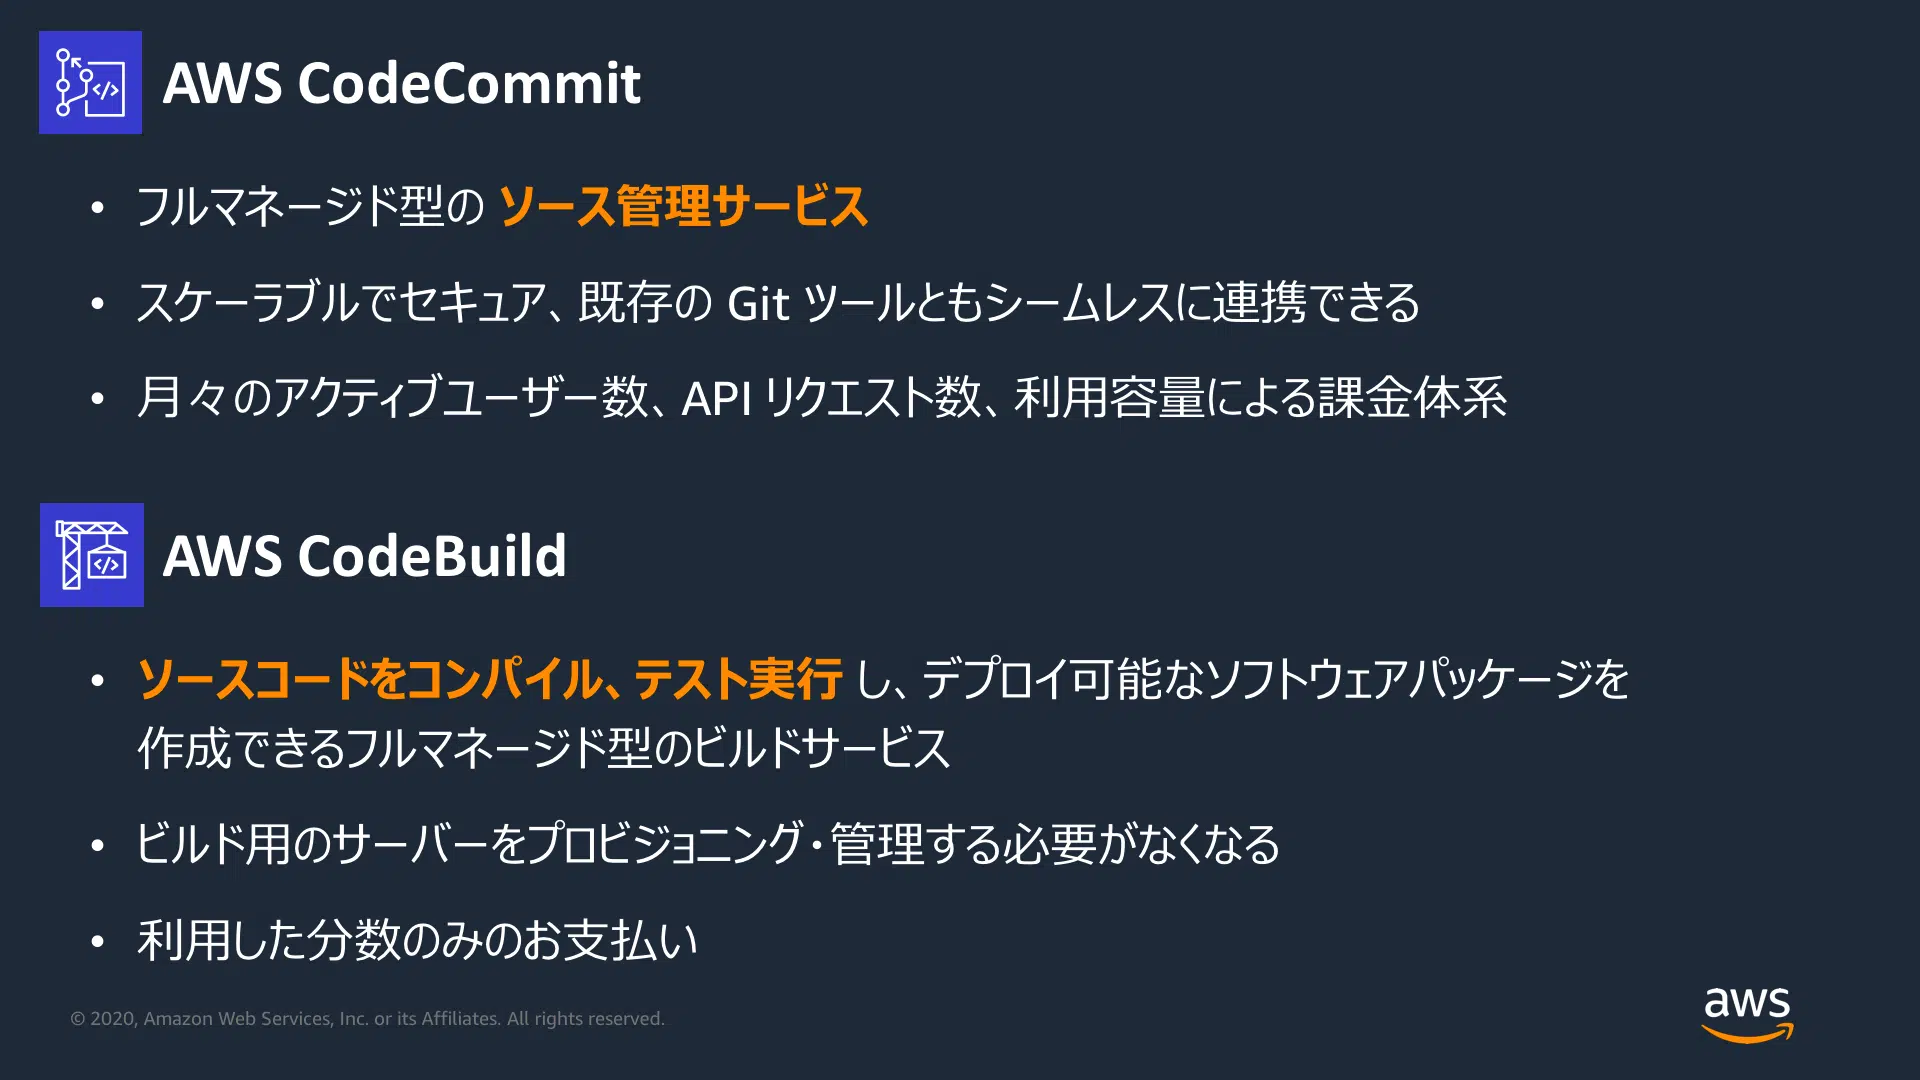 AWS CodeCommit
• フルマネージド型の ソース管理サービス
• スケーラブルでセキュア、既存の Git ツールともシームレスに連携できる
• 月々のアクティブユーザー数、API リクエスト数、利用容量による課金体系
AWS CodeBuild
• ソースコードをコンパイル、テスト実行 し、デプロイ可能なソフトウェアパッケージを
作成できるフルマネージド型のビルドサービス
• ビルド用のサーバーをプロビジョニング・管理する必要がなくなる
• 利用した分数のみのお支払い
© 2020, Amazon Web Services, Inc. or its Affiliates. All rights reserved.
aws